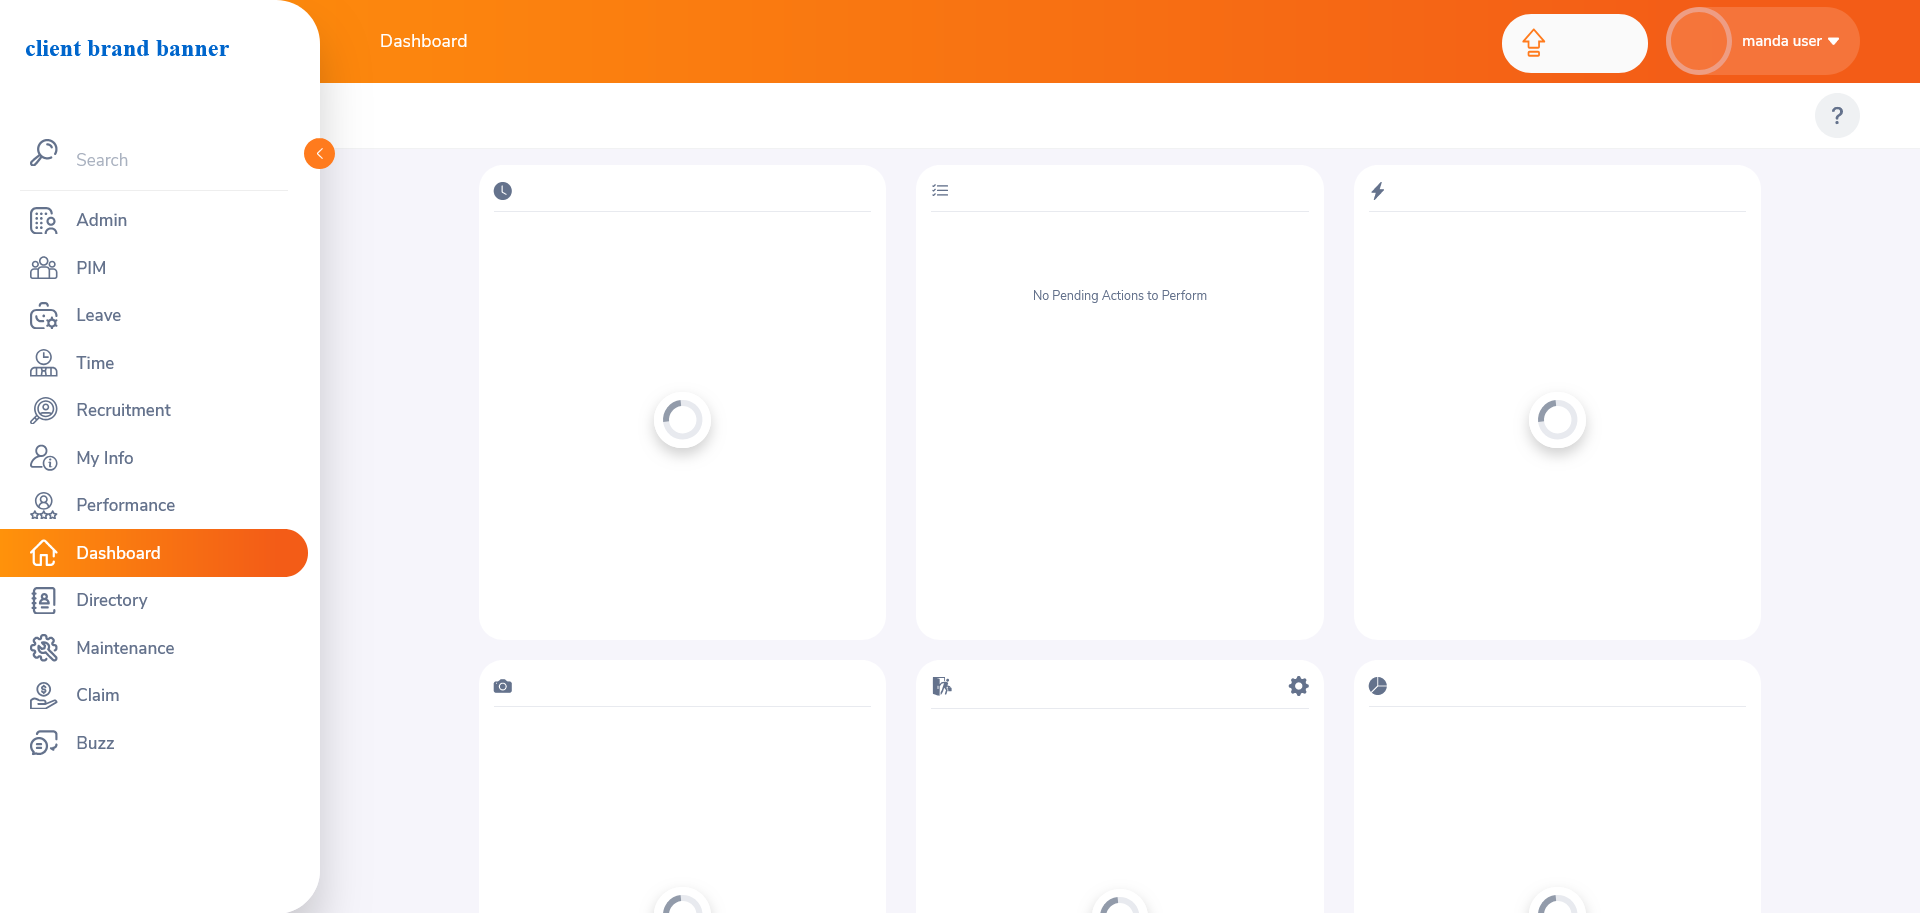 client brand banner
Dashboard
manda user
?
Search
Admin
PIM
Leave
Time
Recruitment
My Info
Performance
Dashboard
Directory
Maintenance
Claim
Buzz
No Pending Actions to Perform